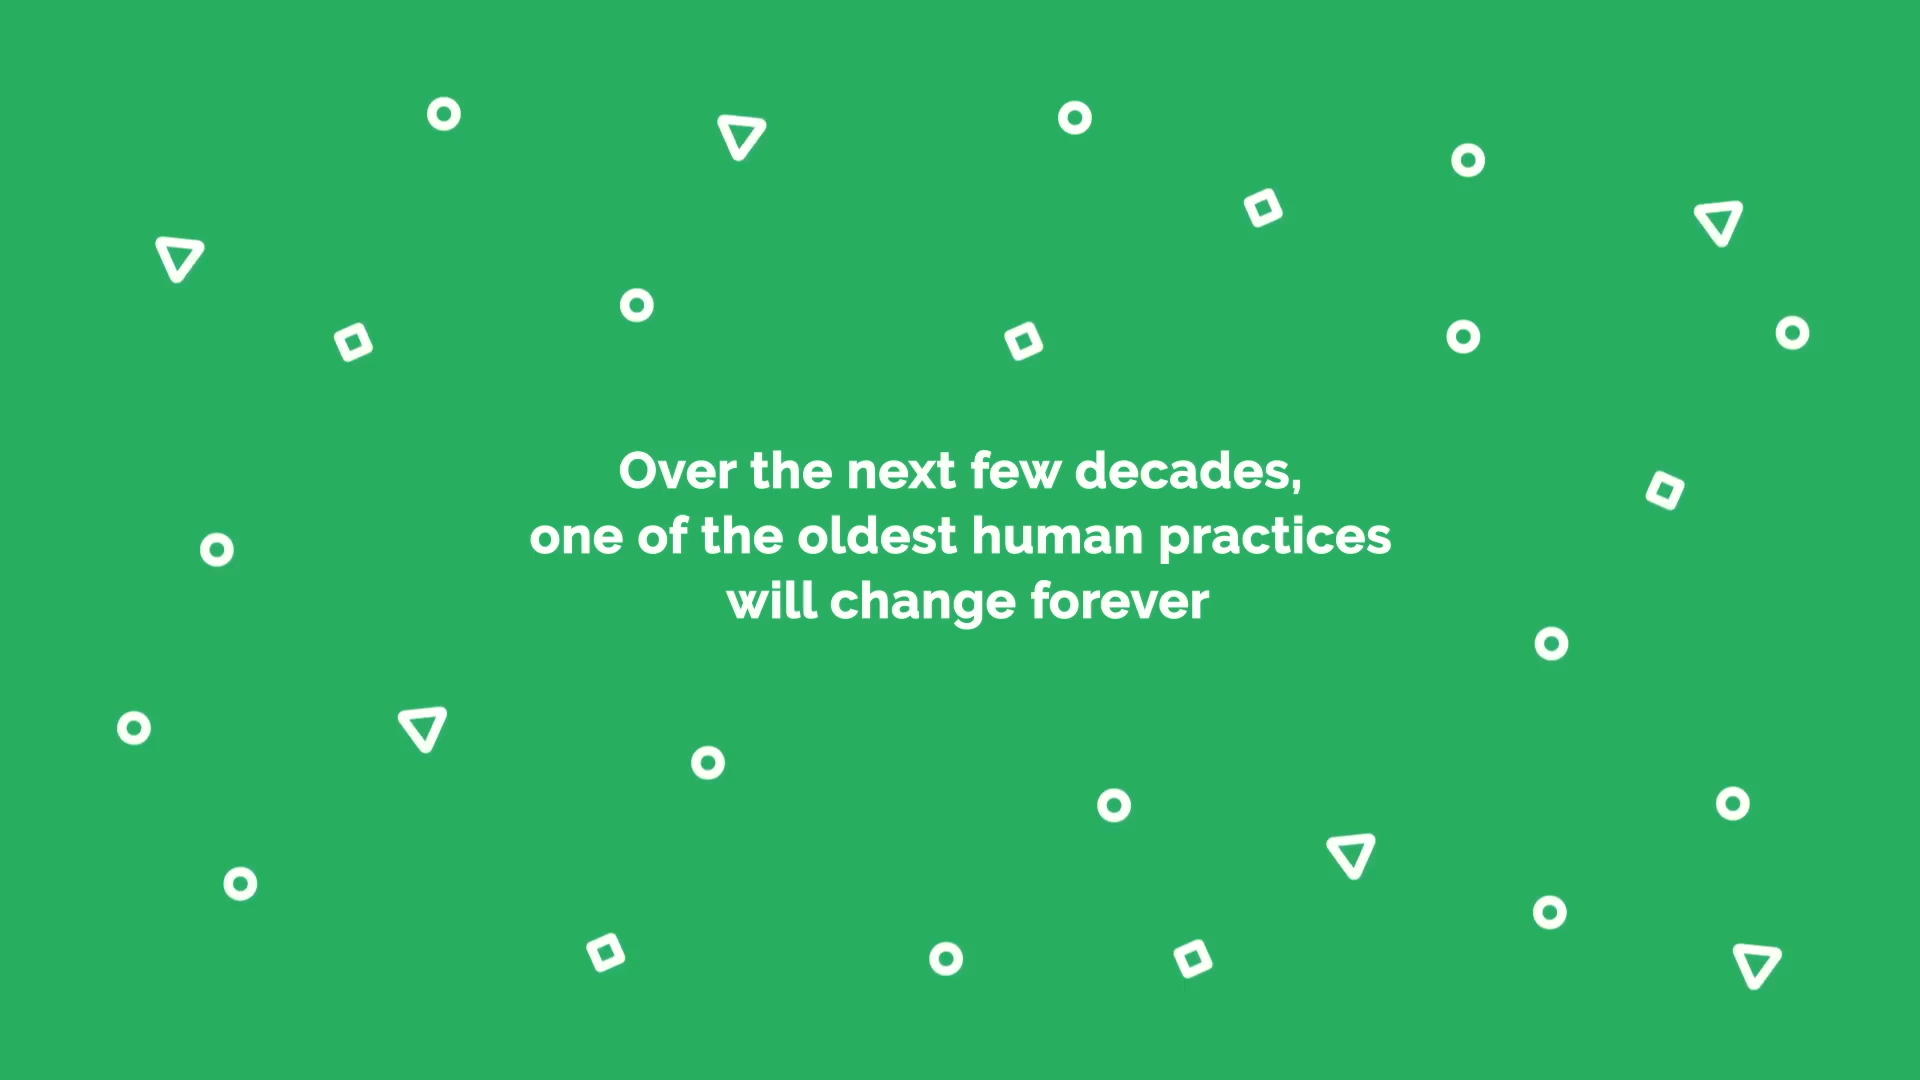 Over the next few decades,
one of the oldest human practices
will change forever